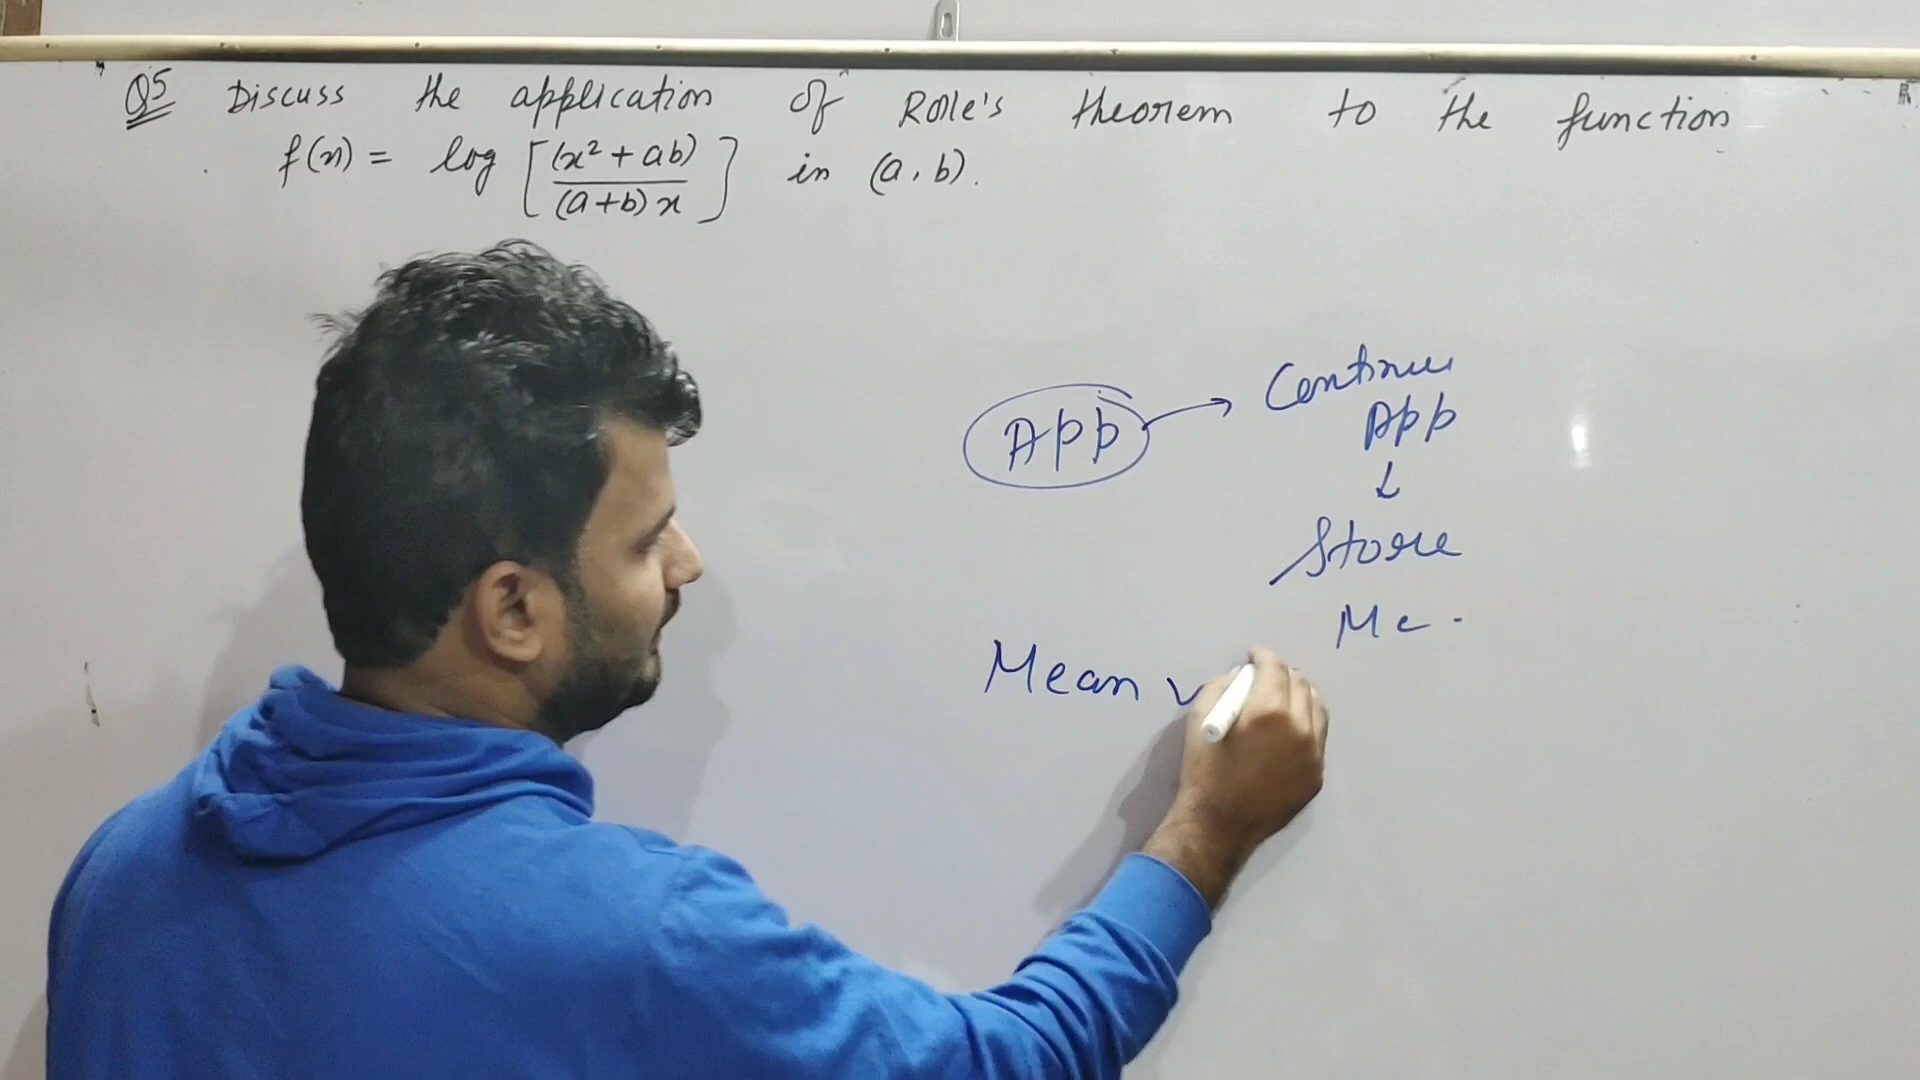 Q5 Discuss the application of Rolle's theorem to the function
f(x) = log [(x² + ab) / (a+b) x] in (a, b).
App → Continue
App
↓
Store
Me.
Mean v